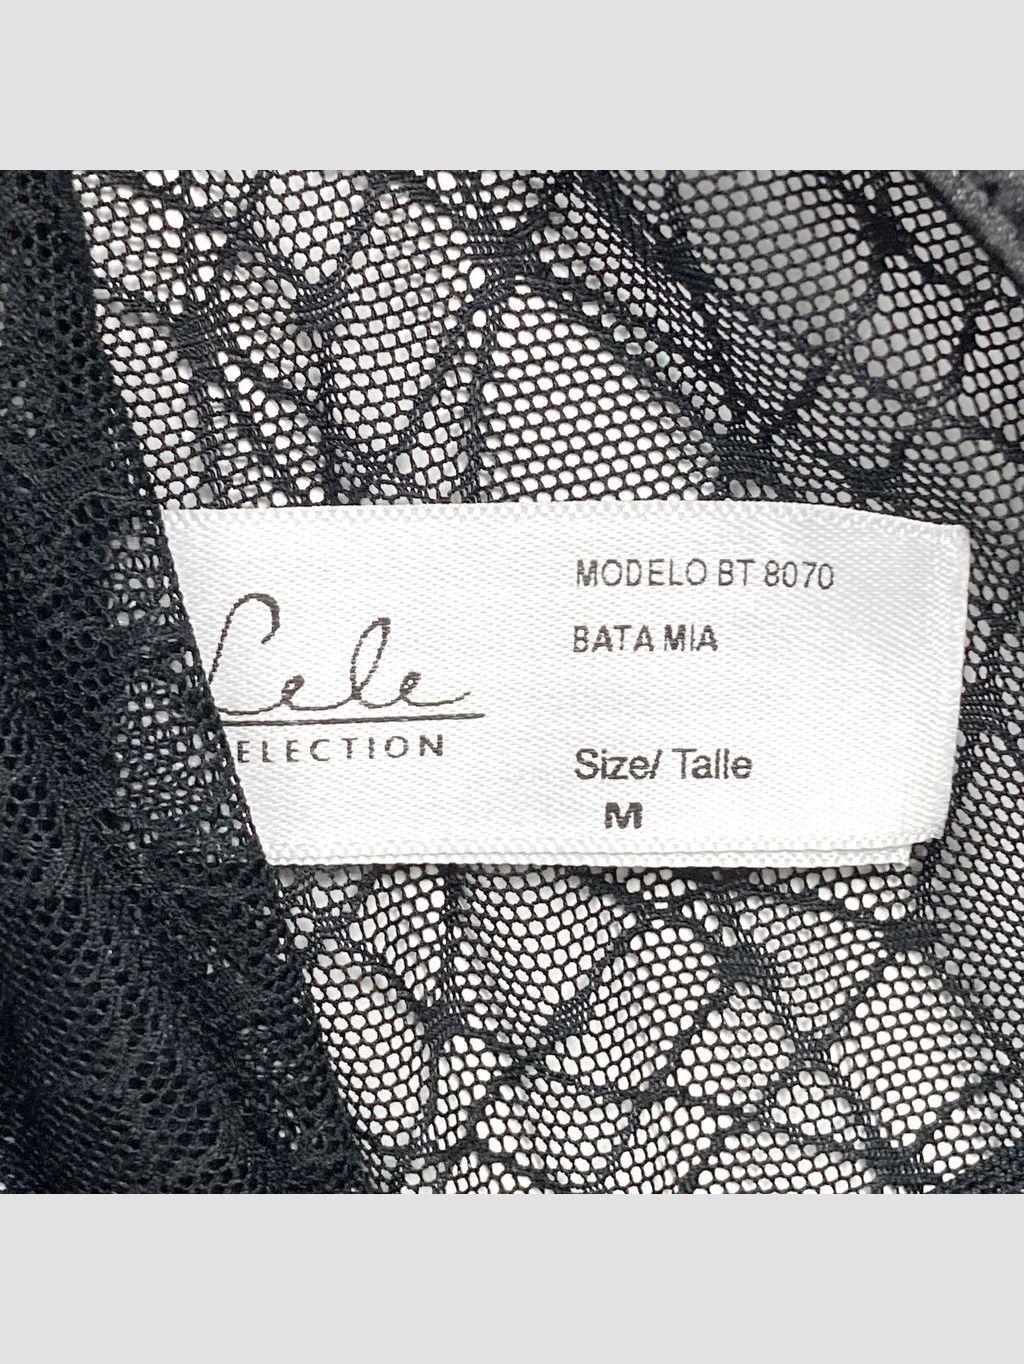 Lele
ELECTION
MODELO BT 8070
BATA MIA
Size/ Talle
M